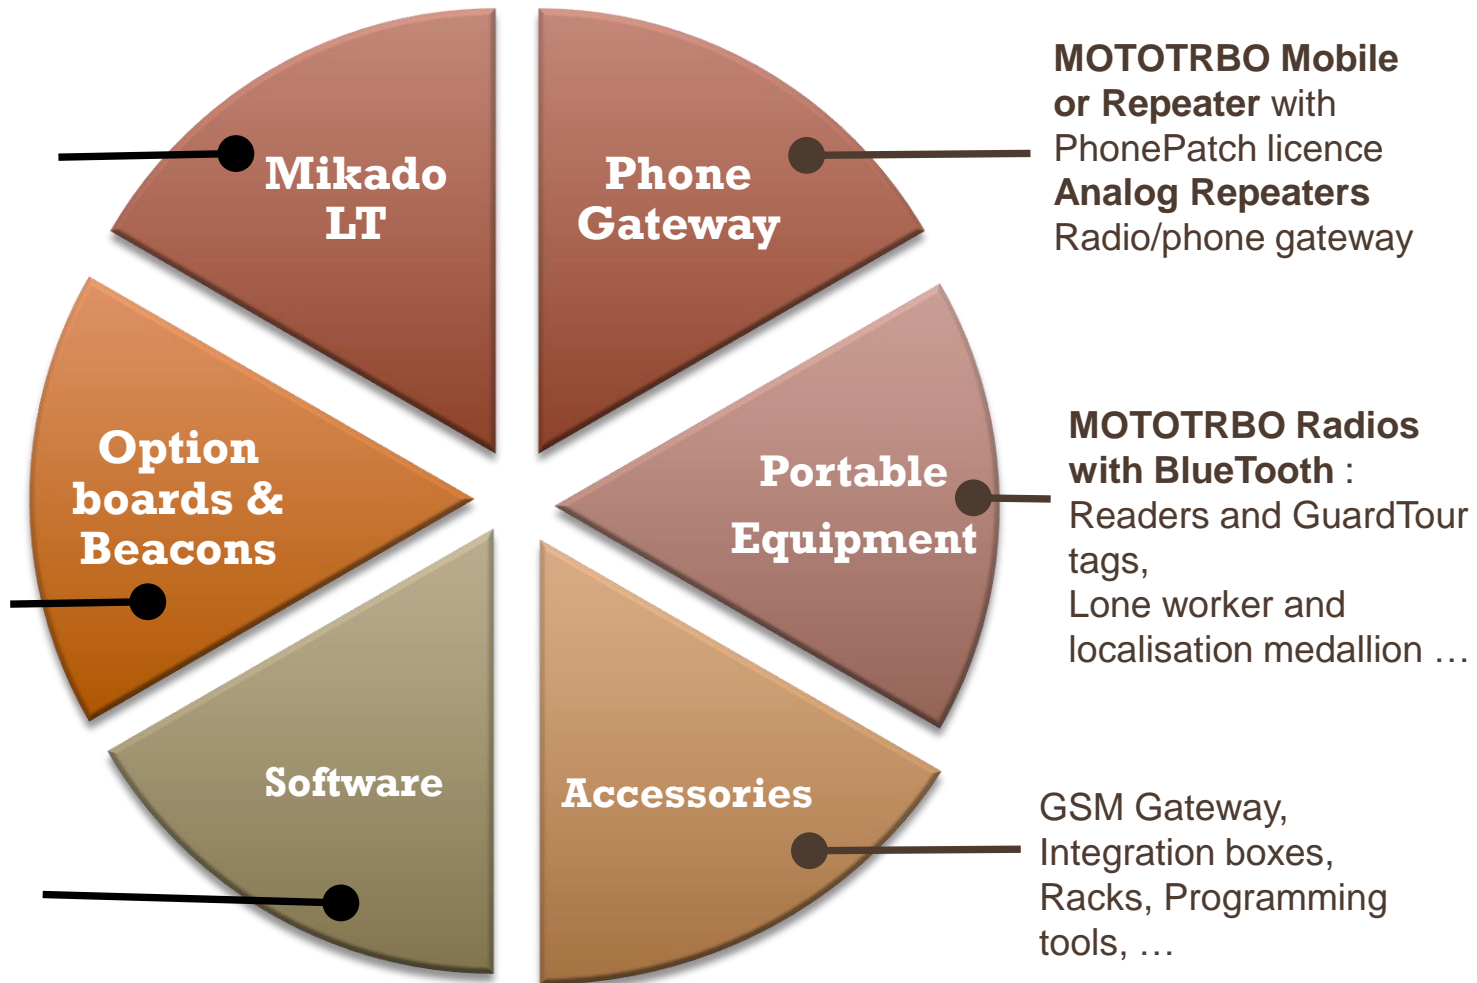 Mikado
LT
Phone
Gateway
MOTOTRBO Mobile
or Repeater with
PhonePatch licence
Analog Repeaters
Radio/phone gateway
Option
boards &
Beacons
Portable
Equipment
MOTOTRBO Radios
with BlueTooth :
Readers and GuardTour
tags,
Lone worker and
localisation medallion …
Software
Accessories
GSM Gateway,
Integration boxes,
Racks, Programming
tools, …